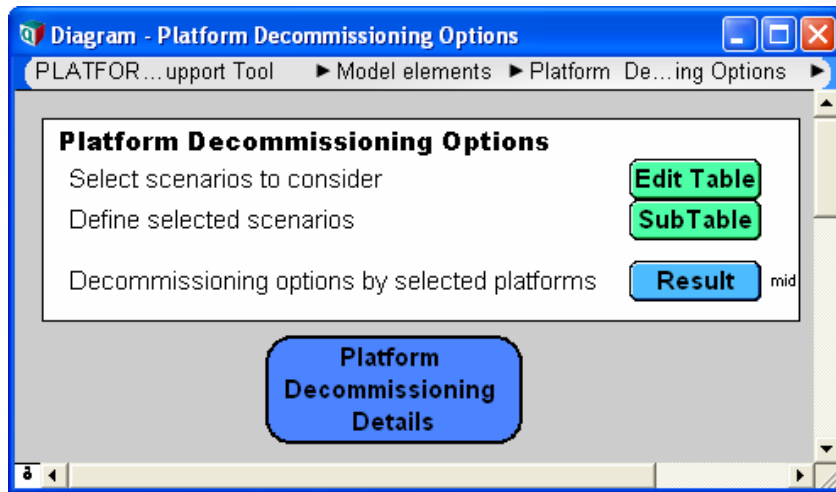 Diagram - Platform Decommissioning Options
PLATFOR...upport Tool ▶ Model elements ▶ Platform De...ing Options ▶
Platform Decommissioning Options
Select scenarios to consider Edit Table
Define selected scenarios SubTable
Decommissioning options by selected platforms Result mid
Platform
Decommissioning
Details